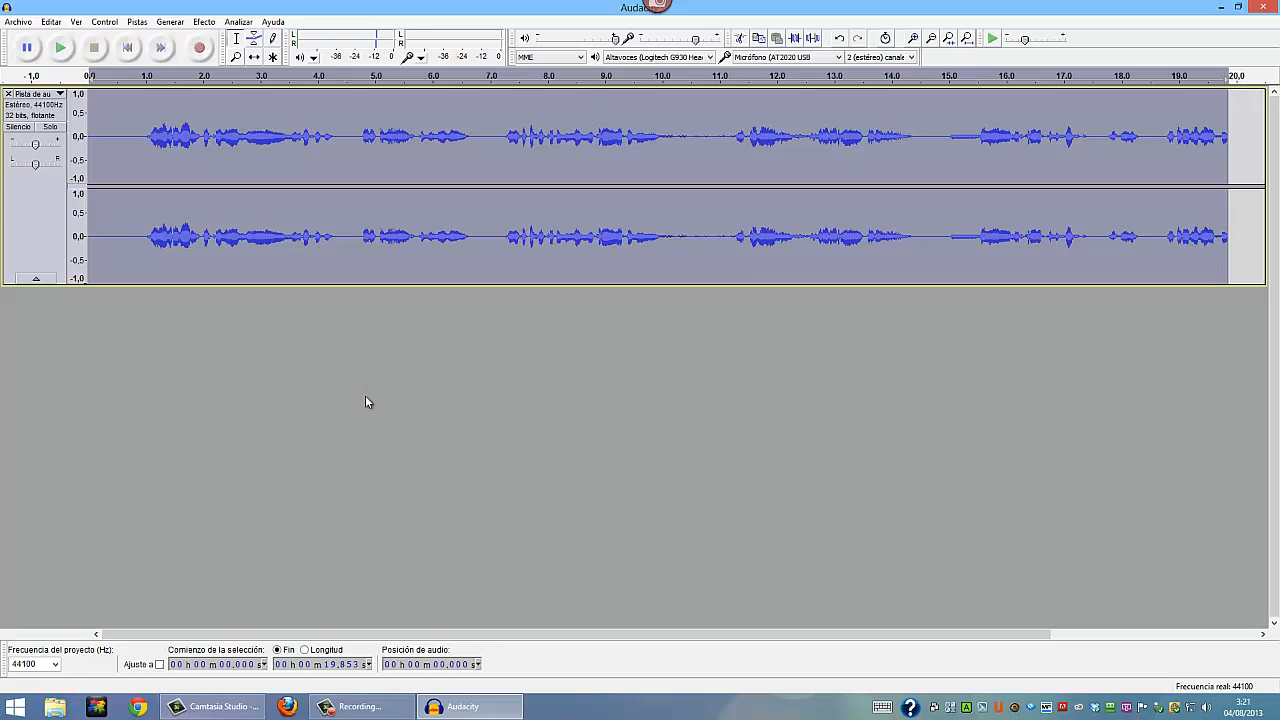 Audacity
Archivo Editar Ver Control Pistas Generar Efecto Analizar Ayuda
L R -36 -24 -12 0 L R -36 -24 -12 0
MME Altavoces (Logitech G930 Hea Micrófono (AT2020 USB 2 (estéreo) canale
-1,0 0,0 1,0 2,0 3,0 4,0 5,0 6,0 7,0 8,0 9,0 10,0 11,0 12,0 13,0 14,0 15,0 16,0 17,0 18,0 19,0 20,0
Pista de au
Estéreo, 44100Hz
32 bits, flotante
Silencio Solo
- +
L R
1,0
0,5
0,0
-0,5
-1,0
1,0
0,5
0,0
-0,5
-1,0
Frecuencia del proyecto (Hz): Comienzo de la selección: Fin Longitud Posición de audio:
44100 Ajuste a 00 h 00 m 00.000 s 00 h 00 m 19.853 s 00 h 00 m 00.000 s
Frecuencia real: 44100
Camtasia Studio -... Recording... Audacity
3:21
04/08/2013